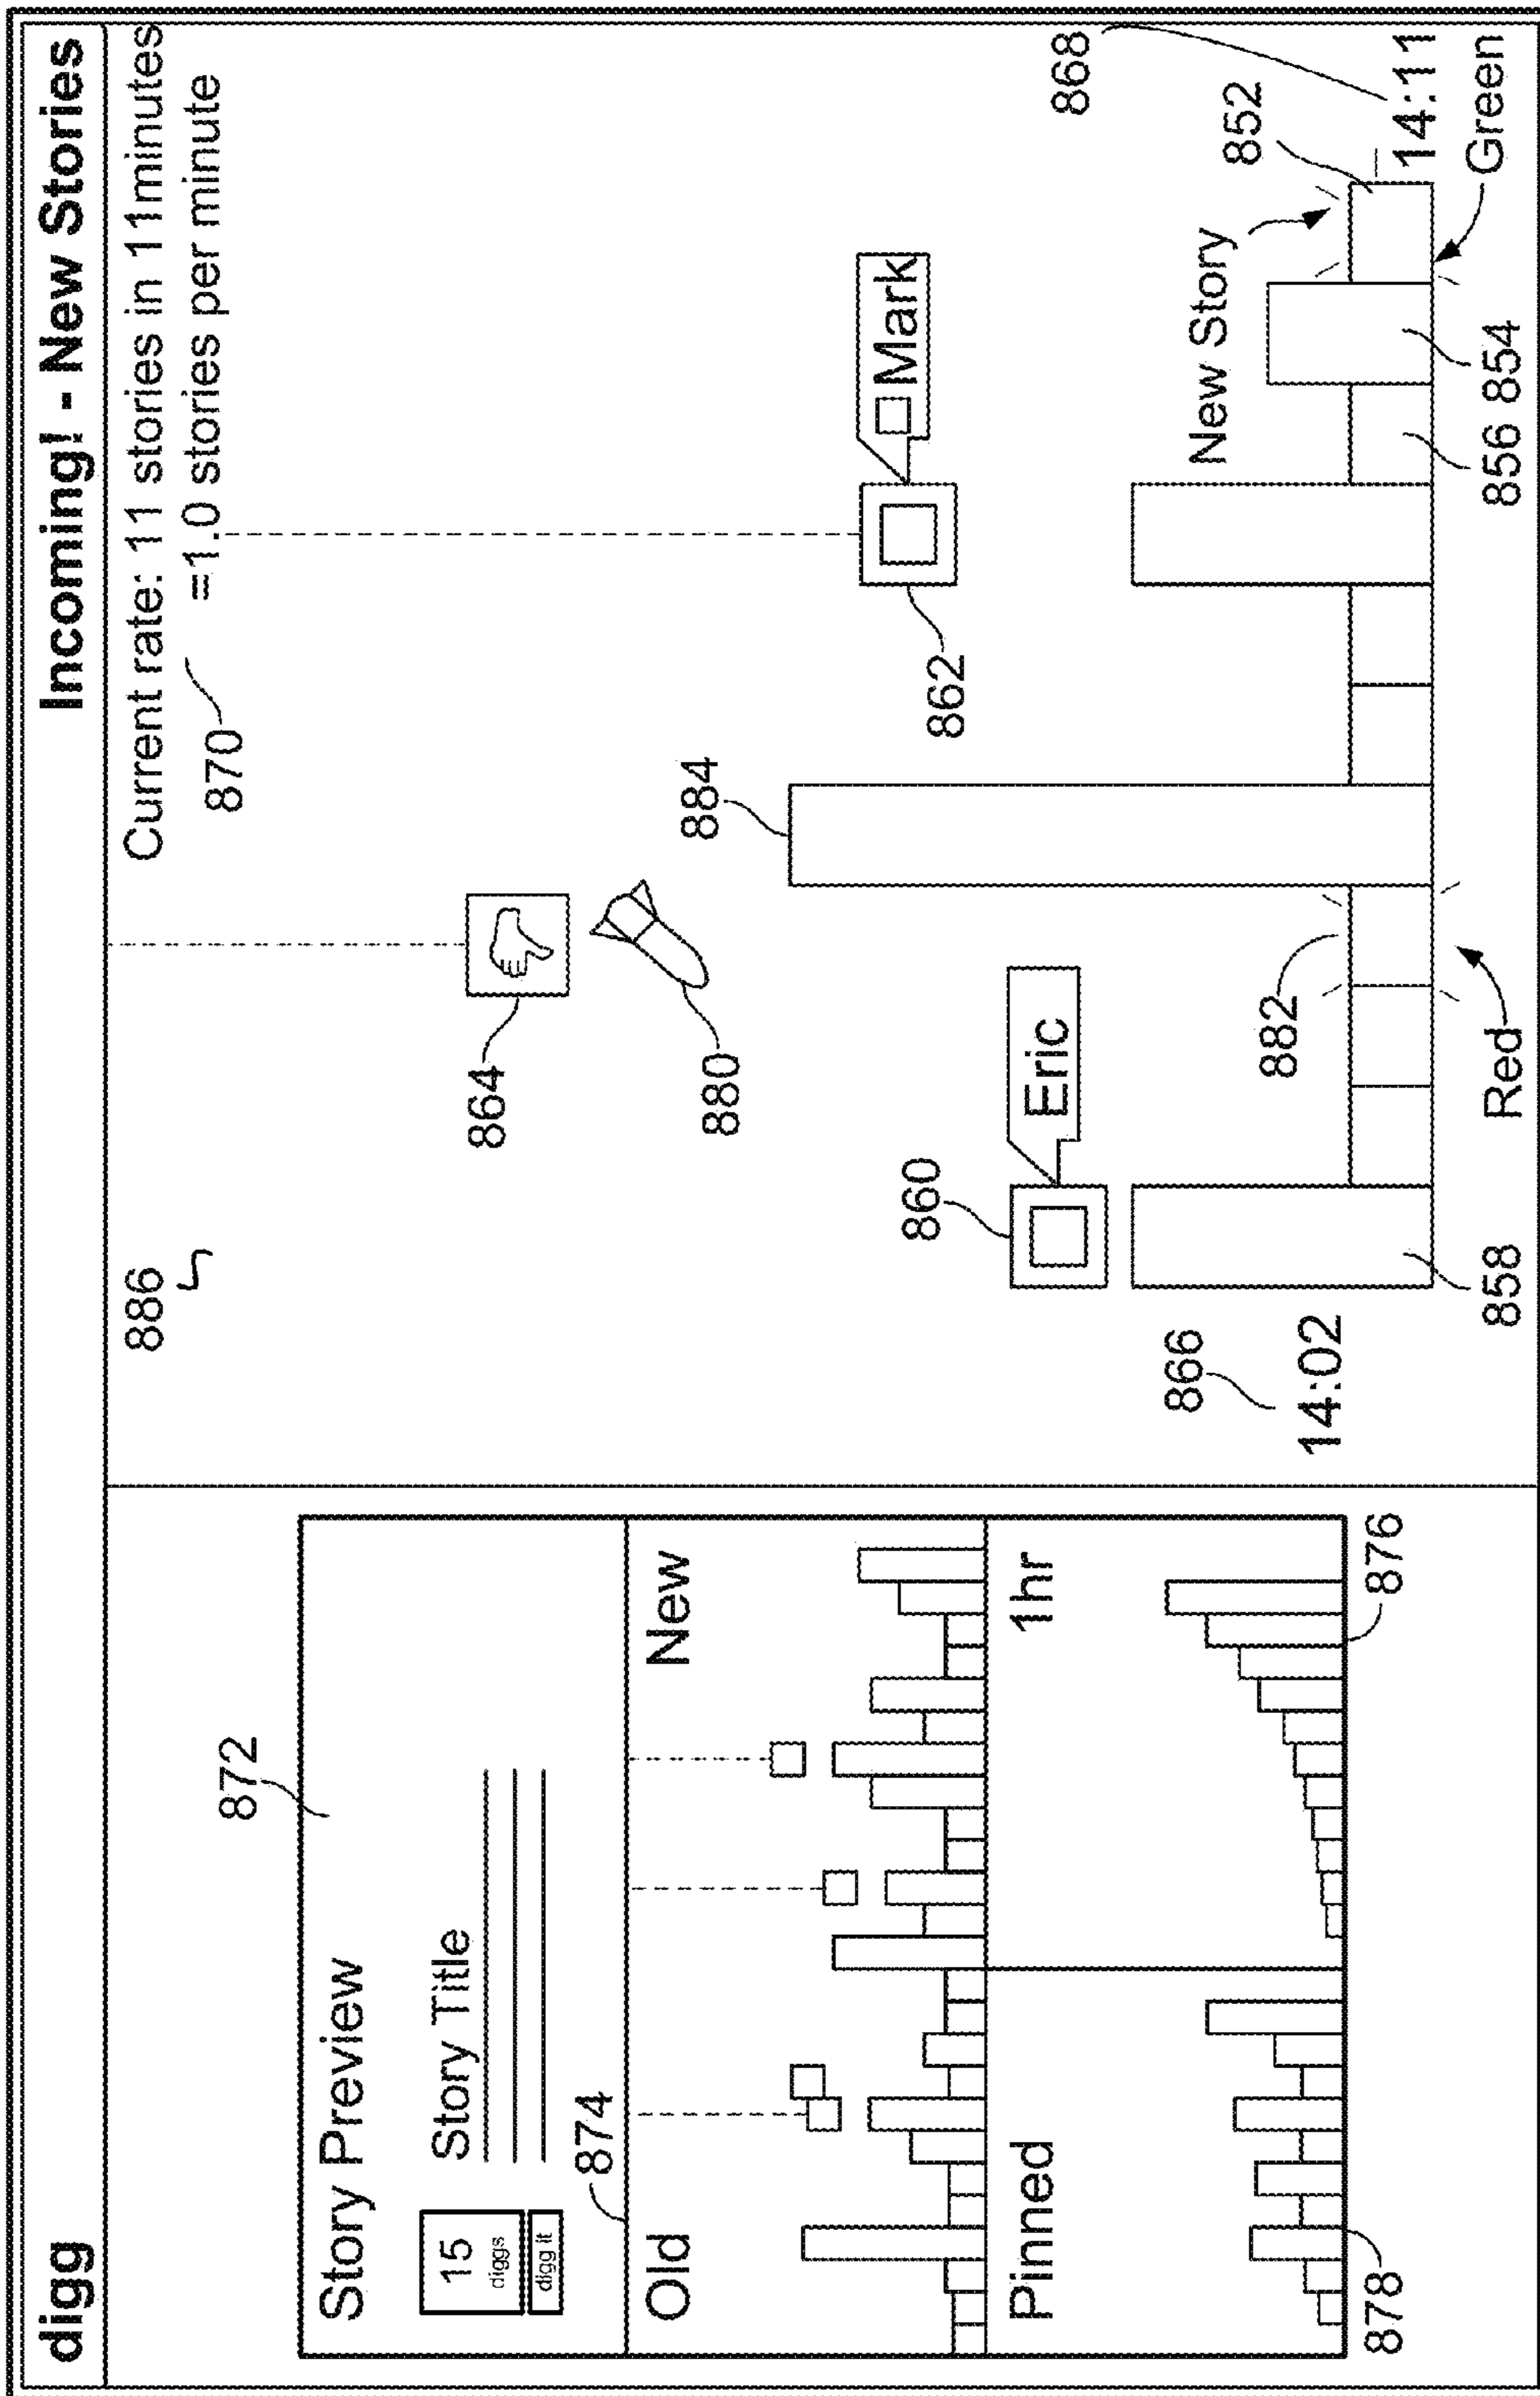 digg
Incoming! - New Stories
Story Preview
872
15
diggs
digg it
Story Title
874
Old
New
Pinned
1hr
878
876
886
Current rate: 11 stories in 11minutes
=1.0 stories per minute
870
864
880
884
862
Mark
860
Eric
868
866
14:02
882
New Story
852
14:11
858
Red
856
854
Green